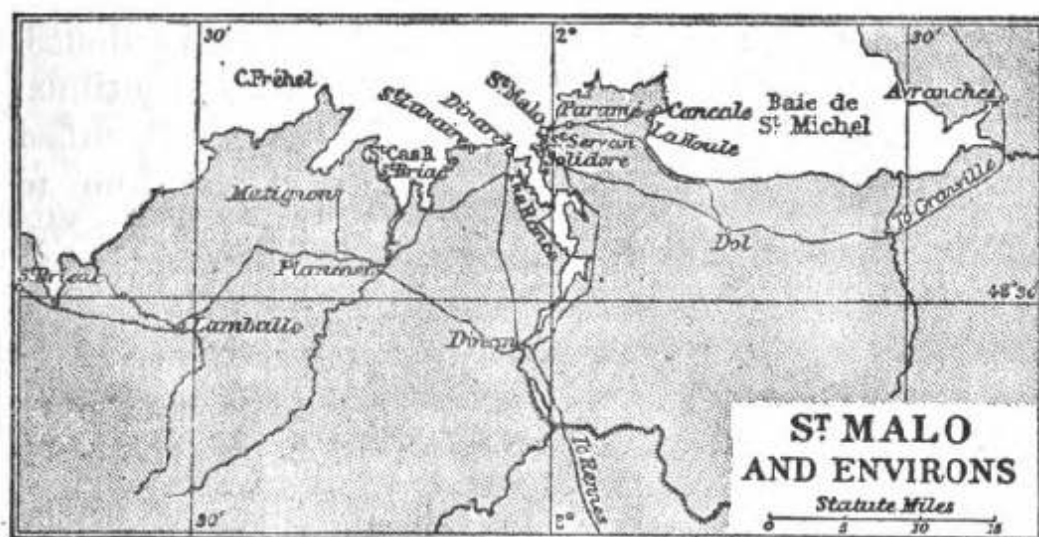 30'
2°
30'
C. Fréhel
St Lunaire
Dinard
St Malo
Paramé
Cancale
La Houle
St Servan
Solidore
Baie de
St Michel
Avranches
St Cas
St Briac
Matignon
La Rance
To Granville
Dol
St Brieuc
Plancoet
48°30'
Lamballe
Dinan
To Rennes
30'
2°
ST MALO
AND ENVIRONS
Statute Miles
0 5 10 15